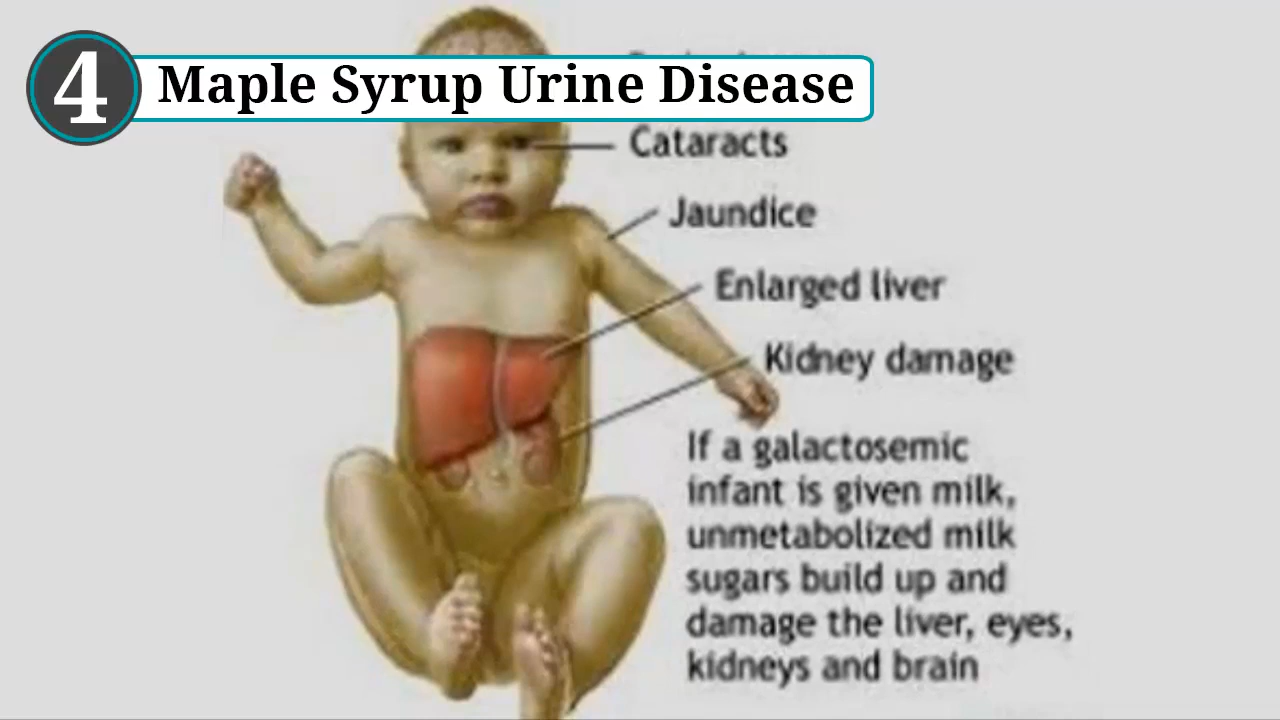 4
Maple Syrup Urine Disease
Cataracts
Jaundice
Enlarged liver
Kidney damage
If a galactosemic
infant is given milk,
unmetabolized milk
sugars build up and
damage the liver, eyes,
kidneys and brain